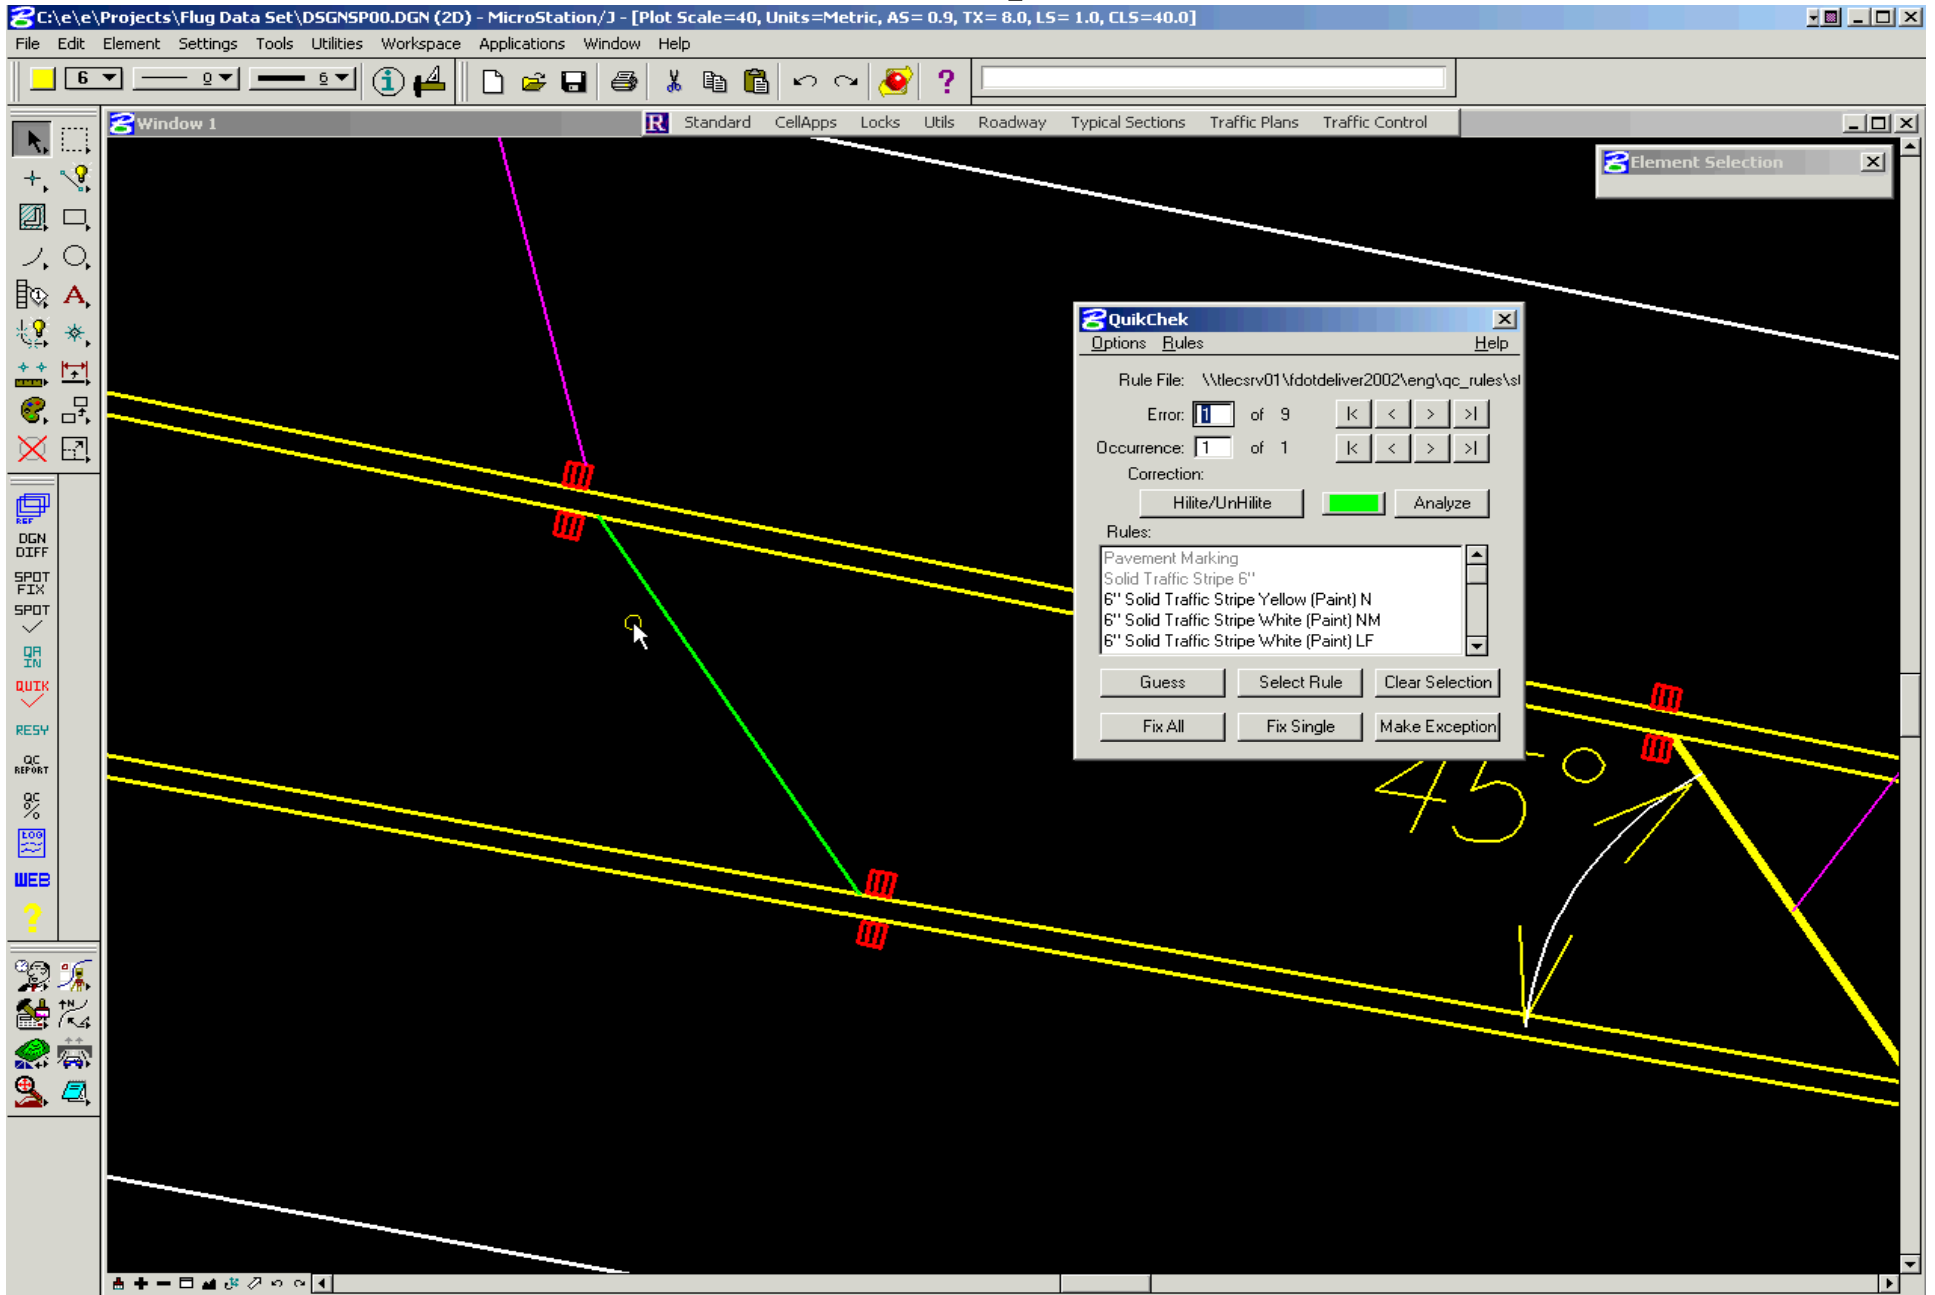 C:\e\e\Projects\Flug Data Set\DSGNSP00.DGN (2D) - MicroStation/J - [Plot Scale=40, Units=Metric, AS= 0.9, TX= 8.0, LS= 1.0, CLS=40.0]
File Edit Element Settings Tools Utilities Workspace Applications Window Help
6 0 6
Window 1
R Standard CellApps Locks Utils Roadway Typical Sections Traffic Plans Traffic Control
Element Selection
QuikChek
Options Rules Help
Rule File: \\tlecsrv01\fdotdeliver2002\eng\qc_rules\st
Error: 1 of 9 |< < > >|
Occurrence: 1 of 1 |< < > >|
Correction:
Hilite/UnHilite Analyze
Rules:
Pavement Marking
Solid Traffic Stripe 6"
6" Solid Traffic Stripe Yellow (Paint) N
6" Solid Traffic Stripe White (Paint) NM
6" Solid Traffic Stripe White (Paint) LF
Guess Select Rule Clear Selection
Fix All Fix Single Make Exception
45°
REF
DGN
DIFF
SPOT
FIX
SPOT
QA
IN
QUIK
RESY
QC
REPORT
QC
%
LOG
WEB
?